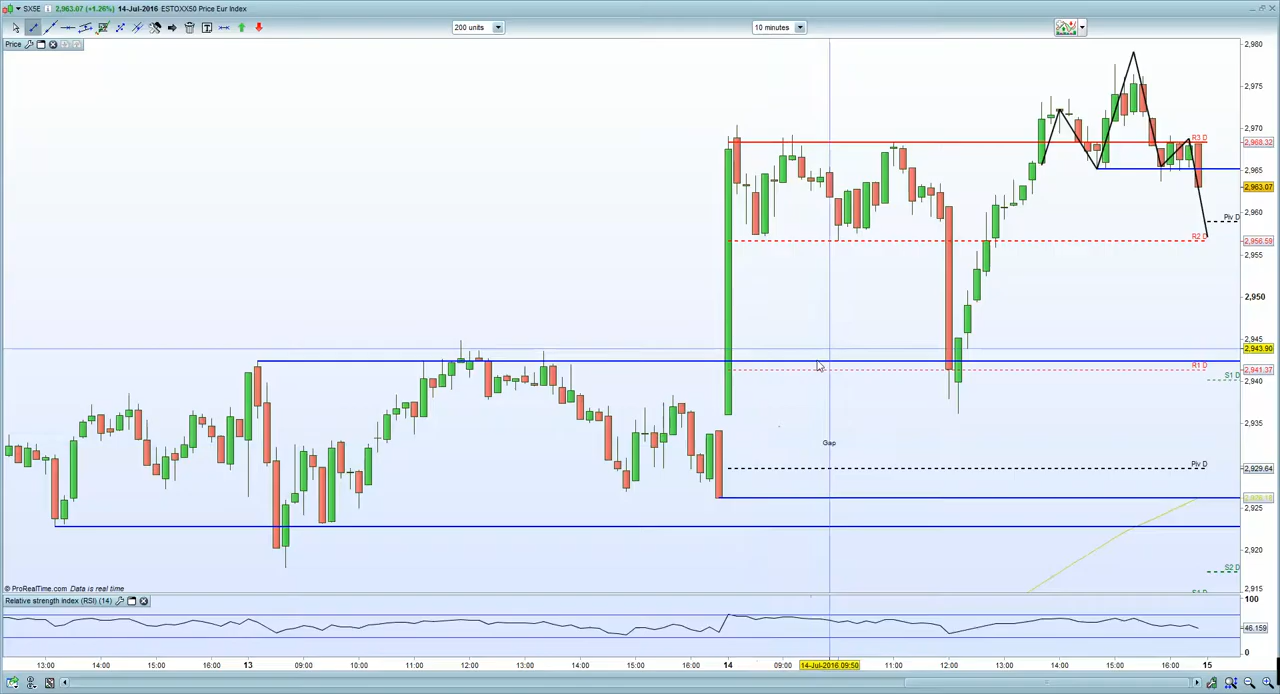 SX5E 2,963.07 (+1.26%) 14-Jul-2016 ESTOXX50 Price Eur Index
200 units 10 minutes
Price
2,980
2,975
2,970
R3 D
2,968.32
2,965
2,963.07
2,960
Piv D
R2 D
2,956.59
2,955
2,950
2,945
2,943.90
R1 D
2,941.37
S1 D
2,940
2,935
Gap
Piv D
2,929.64
2,925
2,920
S2 D
2,915
© ProRealTime.com Data is real time
S1 D
Relative strength index (RSI) (14)
100
46.159
0
13:00 14:00 15:00 16:00 13 09:00 10:00 11:00 12:00 13:00 14:00 15:00 16:00 14 09:00 14-Jul-2016 09:50 11:00 12:00 13:00 14:00 15:00 16:00 15